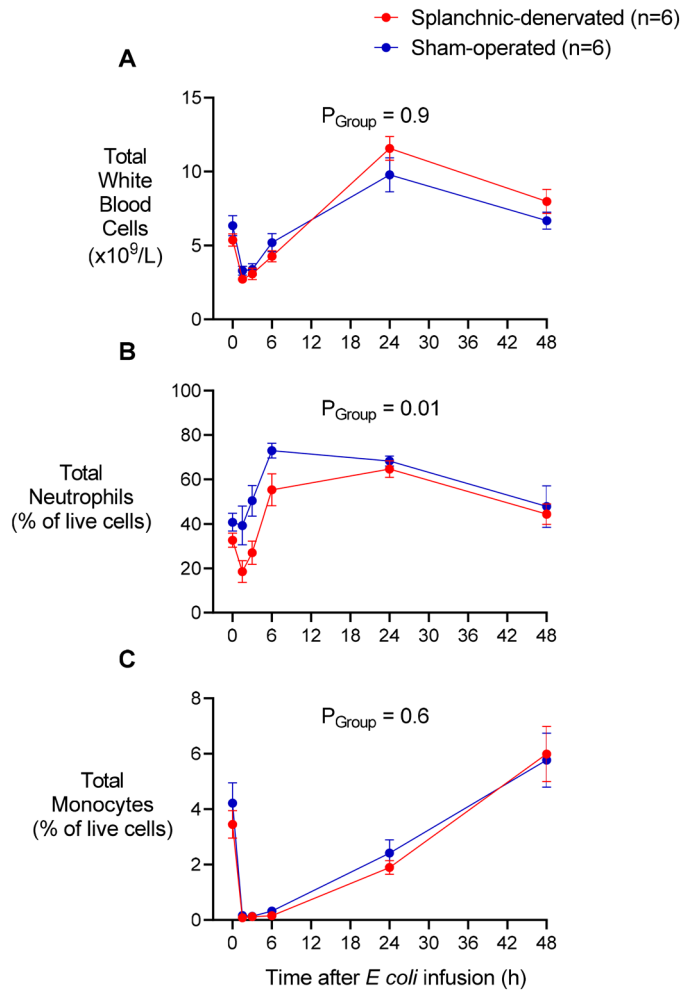 Splanchnic-denervated (n=6)
Sham-operated (n=6)
A
15
10
5
0
Total
White
Blood
Cells
(x10⁹/L)
P_Group = 0.9
0 6 12 18 24 30 36 42 48
B
100
80
60
40
20
0
Total
Neutrophils
(% of live cells)
P_Group = 0.01
0 6 12 18 24 30 36 42 48
C
8
6
4
2
0
Total
Monocytes
(% of live cells)
P_Group = 0.6
0 6 12 18 24 30 36 42 48
Time after E coli infusion (h)